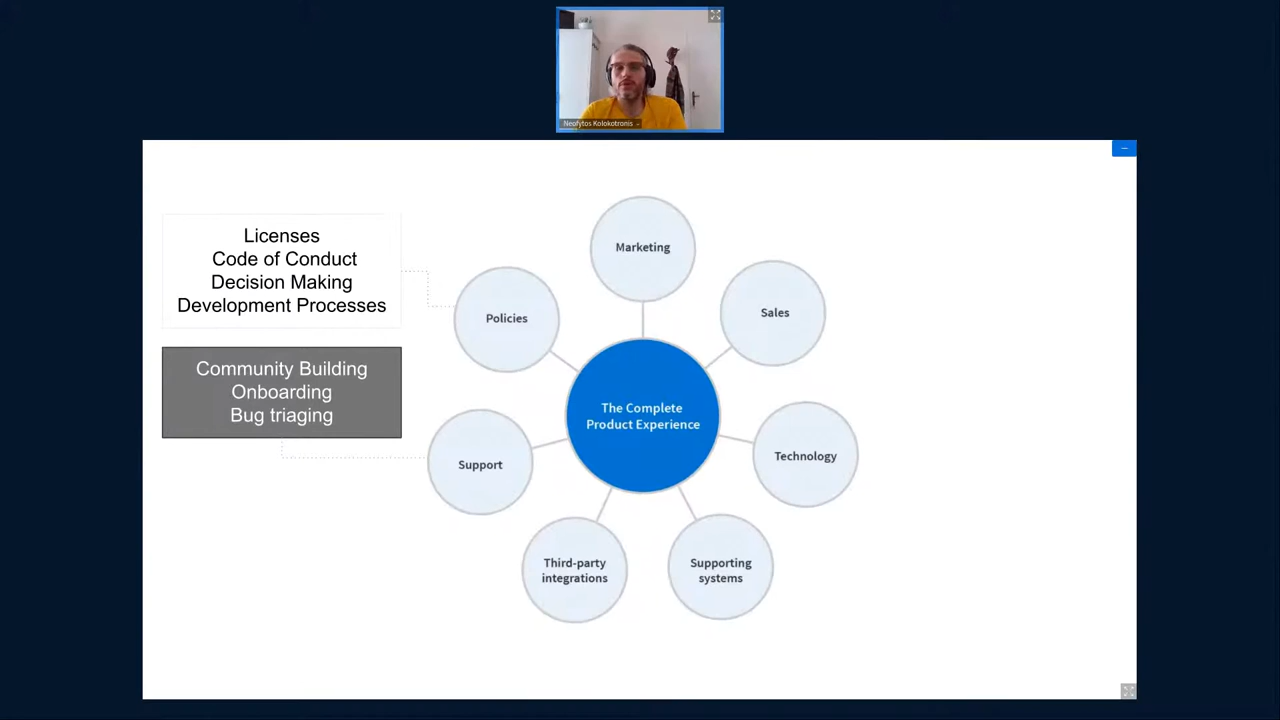 Neofytos Kolokotronis
Licenses
Code of Conduct
Decision Making
Development Processes
Community Building
Onboarding
Bug triaging
Marketing
Policies
Sales
The Complete
Product Experience
Support
Technology
Third-party
integrations
Supporting
systems